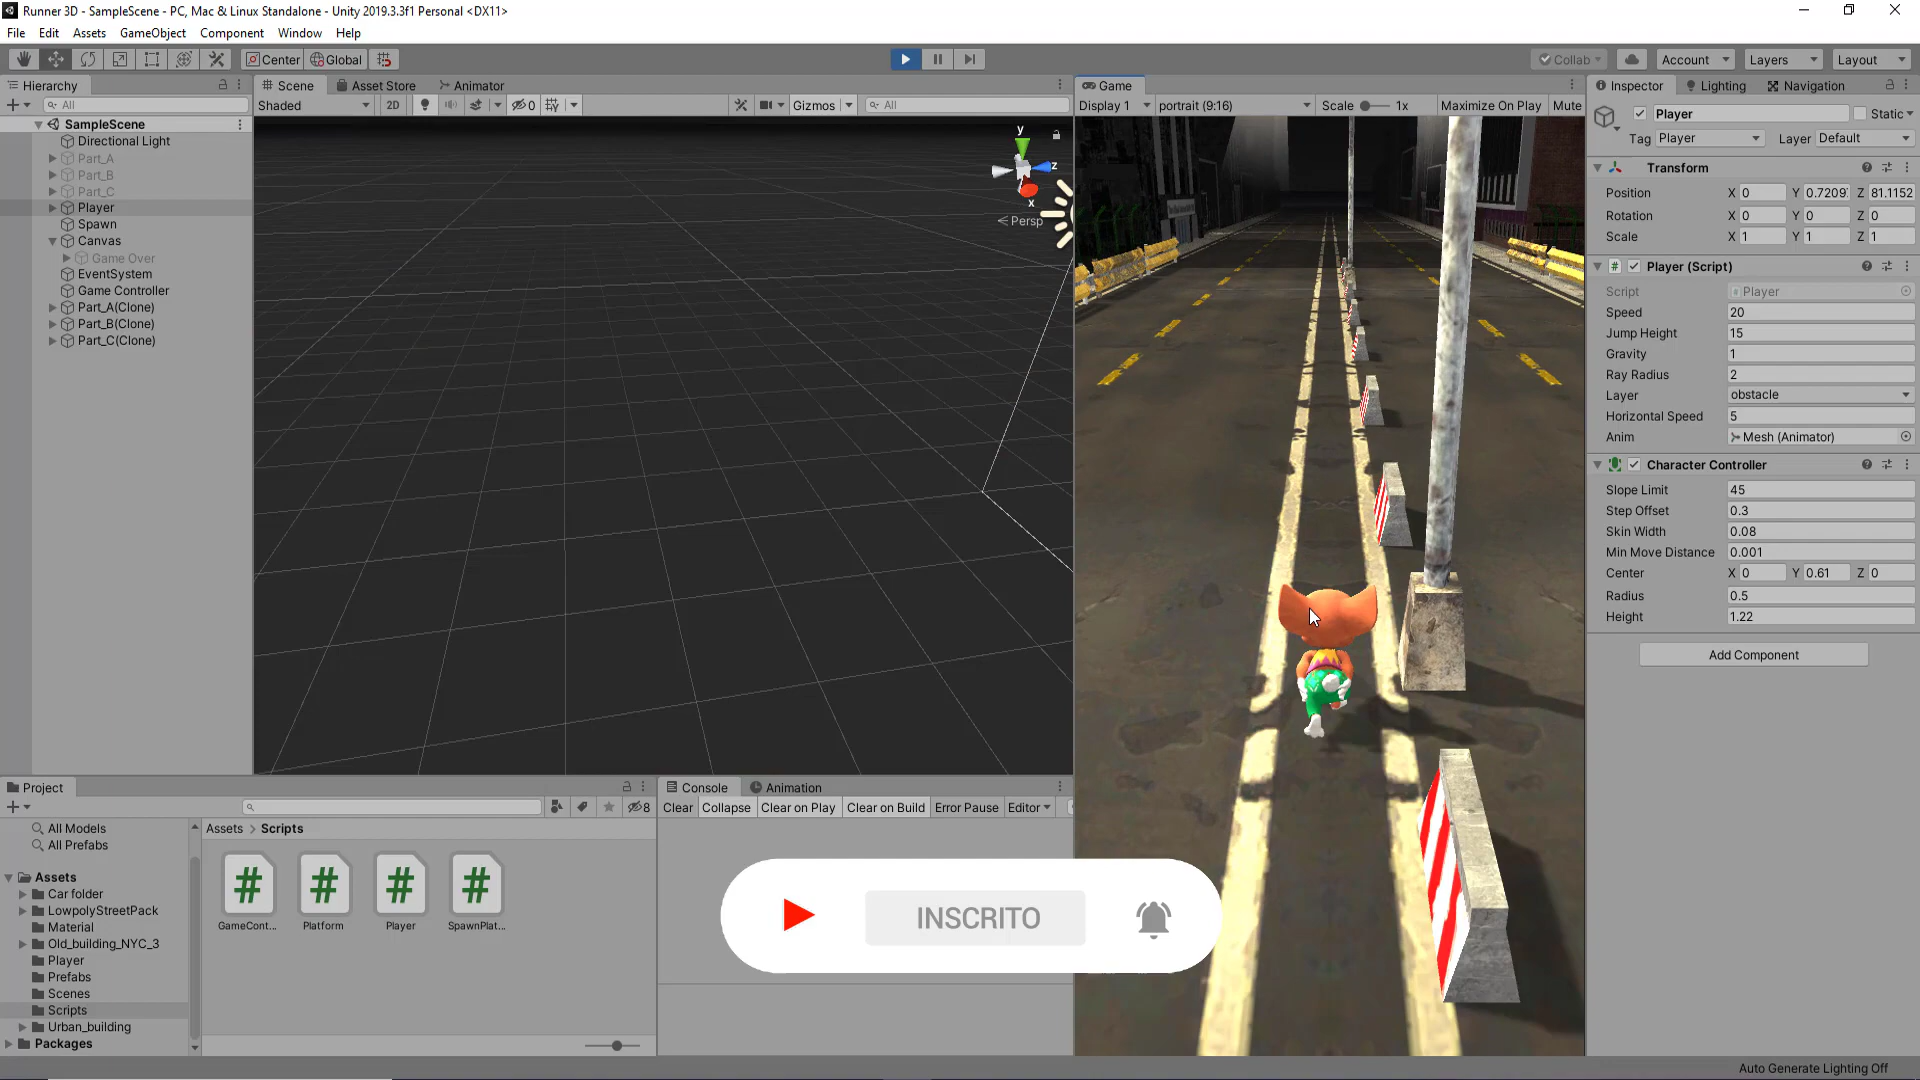 Runner 3D - SampleScene - PC, Mac & Linux Standalone - Unity 2019.3.3f1 Personal <DX11>
File Edit Assets GameObject Component Window Help
Center Global Collab Account Layers Layout
Hierarchy
All
SampleScene
Directional Light
Part_A
Part_B
Part_C
Player
Spawn
Canvas
Game Over
EventSystem
Game Controller
Part_A(Clone)
Part_B(Clone)
Part_C(Clone)
Scene Asset Store Animator
Shaded 2D 0 Gizmos All
y
z
x
Persp
Game
Display 1 portrait (9:16) Scale 1x Maximize On Play Mute
Inspector Lighting Navigation
Player Static
Tag Player Layer Default
Transform
Position X 0 Y 0.7209 Z 81.1152
Rotation X 0 Y 0 Z 0
Scale X 1 Y 1 Z 1
# Player (Script)
Script Player
Speed 20
Jump Height 15
Gravity 1
Ray Radius 2
Layer obstacle
Horizontal Speed 5
Anim Mesh (Animator)
Character Controller
Slope Limit 45
Step Offset 0.3
Skin Width 0.08
Min Move Distance 0.001
Center X 0 Y 0.61 Z 0
Radius 0.5
Height 1.22
Add Component
Project
8
All Models
All Prefabs
Assets
Car folder
LowpolyStreetPack
Material
Old_building_NYC_3
Player
Prefabs
Scenes
Scripts
Urban_building
Packages
Assets > Scripts
# # # #
GameCont... Platform Player SpawnPlat...
Console Animation
Clear Collapse Clear on Play Clear on Build Error Pause Editor
INSCRITO
Auto Generate Lighting Off